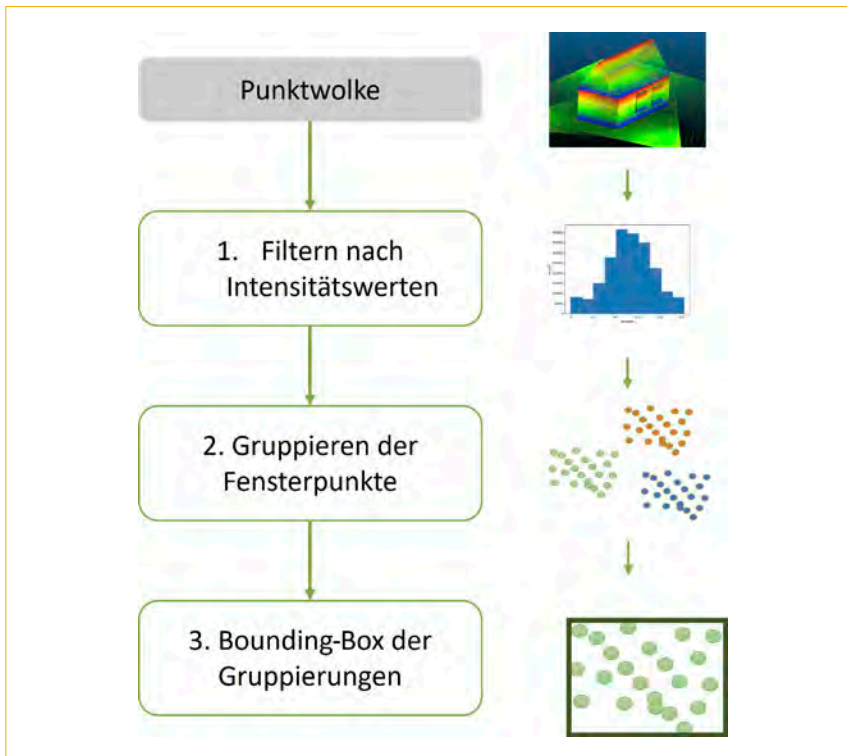 Punktwolke
1. Filtern nach
Intensitätswerten
2. Gruppieren der
Fensterpunkte
3. Bounding-Box der
Gruppierungen